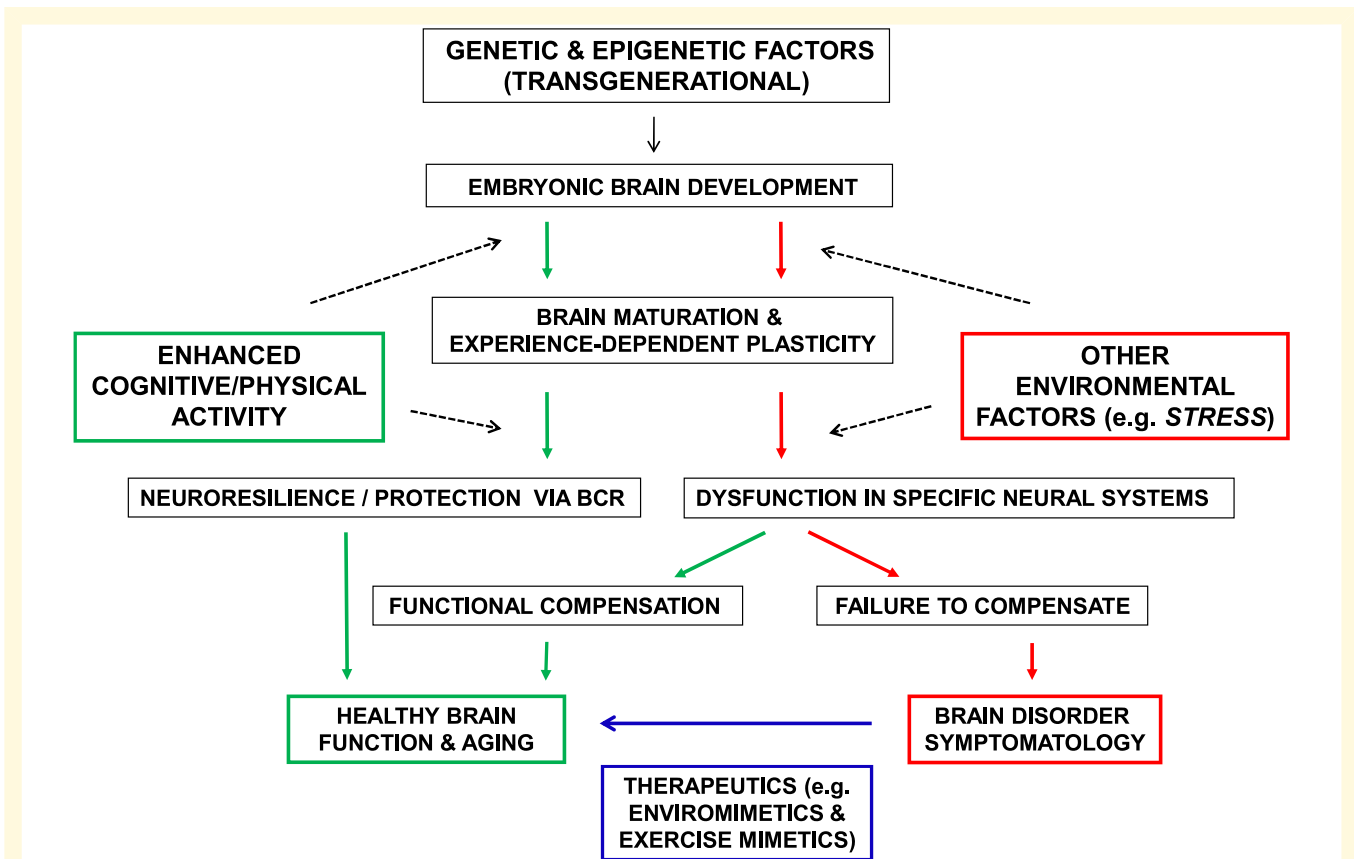 GENETIC & EPIGENETIC FACTORS
(TRANSGENERATIONAL)
EMBRYONIC BRAIN DEVELOPMENT
BRAIN MATURATION &
EXPERIENCE-DEPENDENT PLASTICITY
ENHANCED
COGNITIVE/PHYSICAL
ACTIVITY
OTHER
ENVIRONMENTAL
FACTORS (e.g. STRESS)
NEURORESILIENCE / PROTECTION VIA BCR
DYSFUNCTION IN SPECIFIC NEURAL SYSTEMS
FUNCTIONAL COMPENSATION
FAILURE TO COMPENSATE
HEALTHY BRAIN
FUNCTION & AGING
BRAIN DISORDER
SYMPTOMATOLOGY
THERAPEUTICS (e.g.
ENVIROMIMETICS &
EXERCISE MIMETICS)